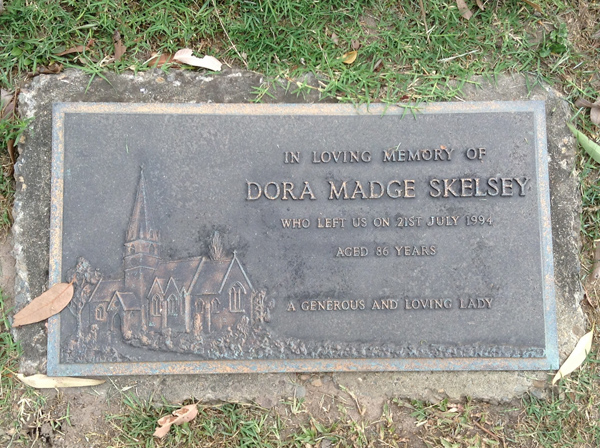 IN LOVING MEMORY OF
DORA MADGE SKELSEY
WHO LEFT US ON 21ST JULY 1994
AGED 86 YEARS
A GENEROUS AND LOVING LADY